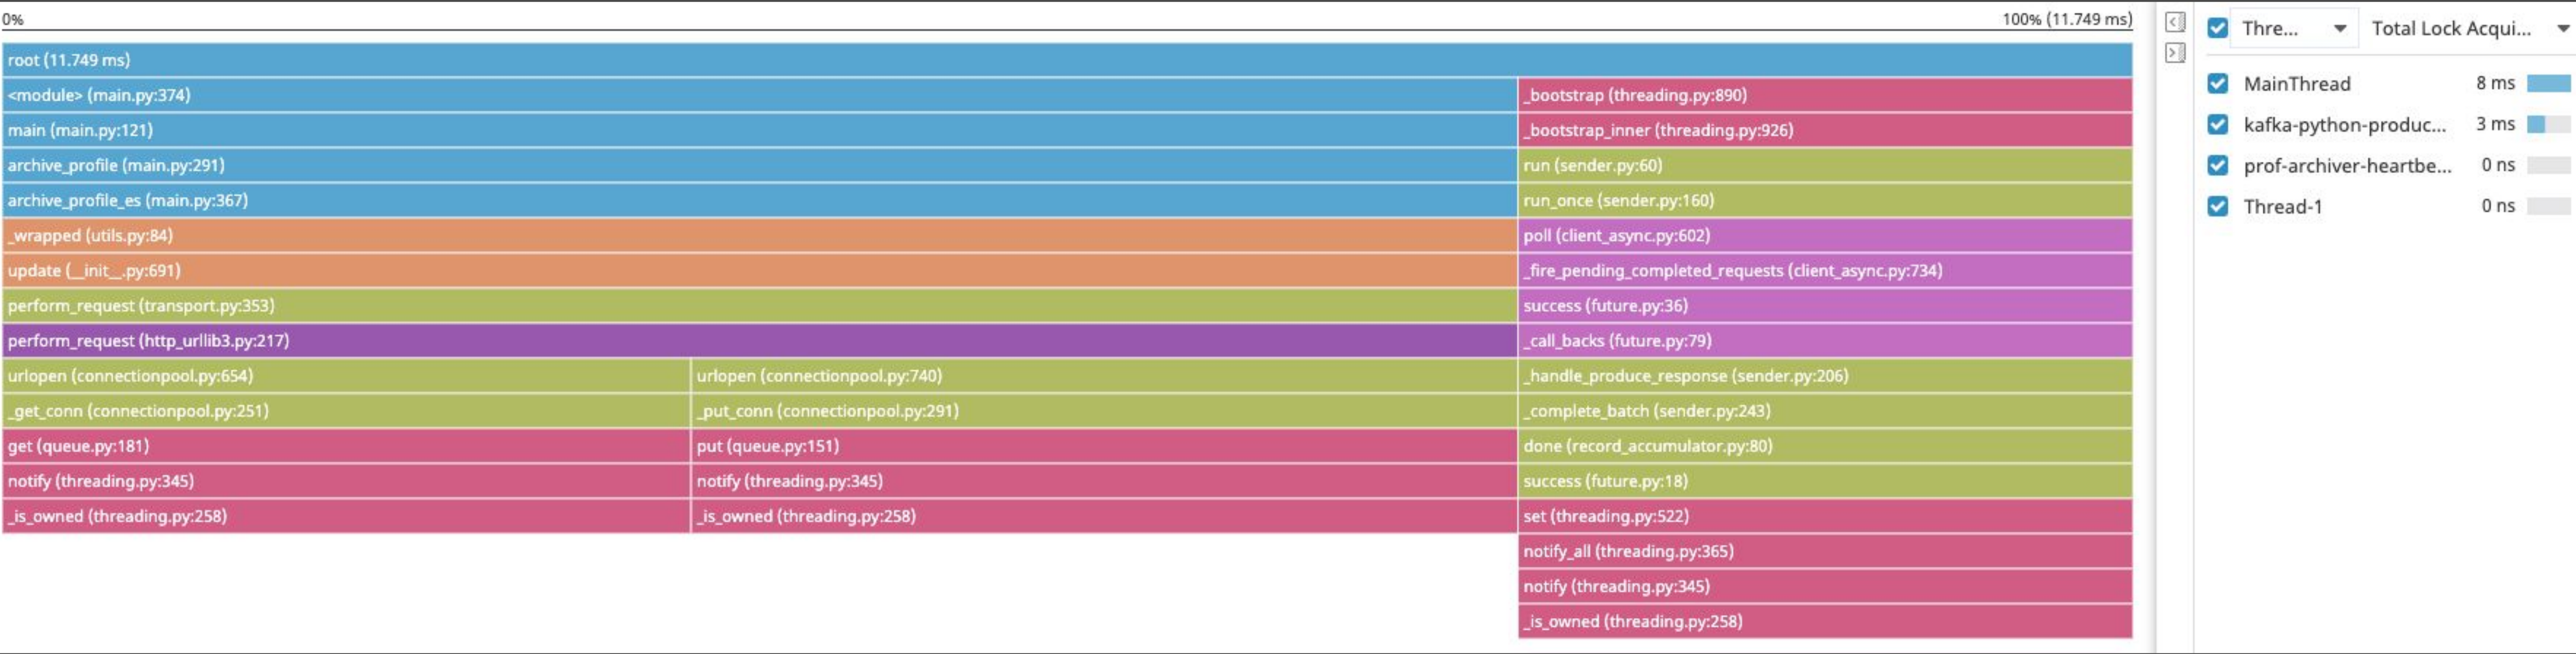 0% 100% (11.749 ms)
root (11.749 ms)
<module> (main.py:374) _bootstrap (threading.py:890)
main (main.py:121) _bootstrap_inner (threading.py:926)
archive_profile (main.py:291) run (sender.py:60)
archive_profile_es (main.py:367) run_once (sender.py:160)
_wrapped (utils.py:84) poll (client_async.py:602)
update (__init__.py:691) _fire_pending_completed_requests (client_async.py:734)
perform_request (transport.py:353) success (future.py:36)
perform_request (http_urllib3.py:217) _call_backs (future.py:79)
urlopen (connectionpool.py:654) urlopen (connectionpool.py:740) _handle_produce_response (sender.py:206)
_get_conn (connectionpool.py:251) _put_conn (connectionpool.py:291) _complete_batch (sender.py:243)
get (queue.py:181) put (queue.py:151) done (record_accumulator.py:80)
notify (threading.py:345) notify (threading.py:345) success (future.py:18)
_is_owned (threading.py:258) _is_owned (threading.py:258) set (threading.py:522)
notify_all (threading.py:365)
notify (threading.py:345)
_is_owned (threading.py:258)
Thre... Total Lock Acqui...
MainThread 8 ms
kafka-python-produc... 3 ms
prof-archiver-heartbe... 0 ns
Thread-1 0 ns